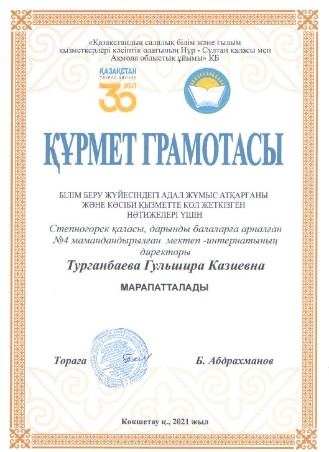 «Қазақстандық салалық білім және ғылым
қызметкерлері кәсіптік одағының Нұр - Сұлтан қаласы мен
Ақмола облыстық ұйымы» ҚБ
ҚАЗАҚСТАН
30 ЖЫЛ
ҚҰРМЕТ ГРАМОТАСЫ
БІЛІМ БЕРУ ЖҮЙЕСІНДЕГІ АДАЛ ЖҰМЫС АТҚАРҒАНЫ
ЖӘНЕ КӘСІБИ ҚЫЗМЕТТЕ ҚОЛ ЖЕТКІЗГЕН
НӘТИЖЕЛЕРІ ҮШІН
Степногорск қаласы, дарынды балаларға арналған
№4 мамандандырылған мектеп -интернатының
директоры
Турганбаева Гульшира Казиевна
МАРАПАТТАЛАДЫ
Төраға Б. Абдрахманов
Көкшетау қ., 2021 жыл